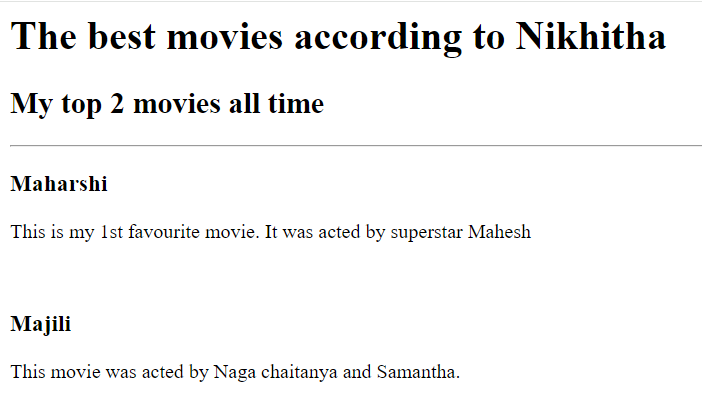 The best movies according to Nikhitha
My top 2 movies all time
Maharshi
This is my 1st favourite movie. It was acted by superstar Mahesh
Majili
This movie was acted by Naga chaitanya and Samantha.